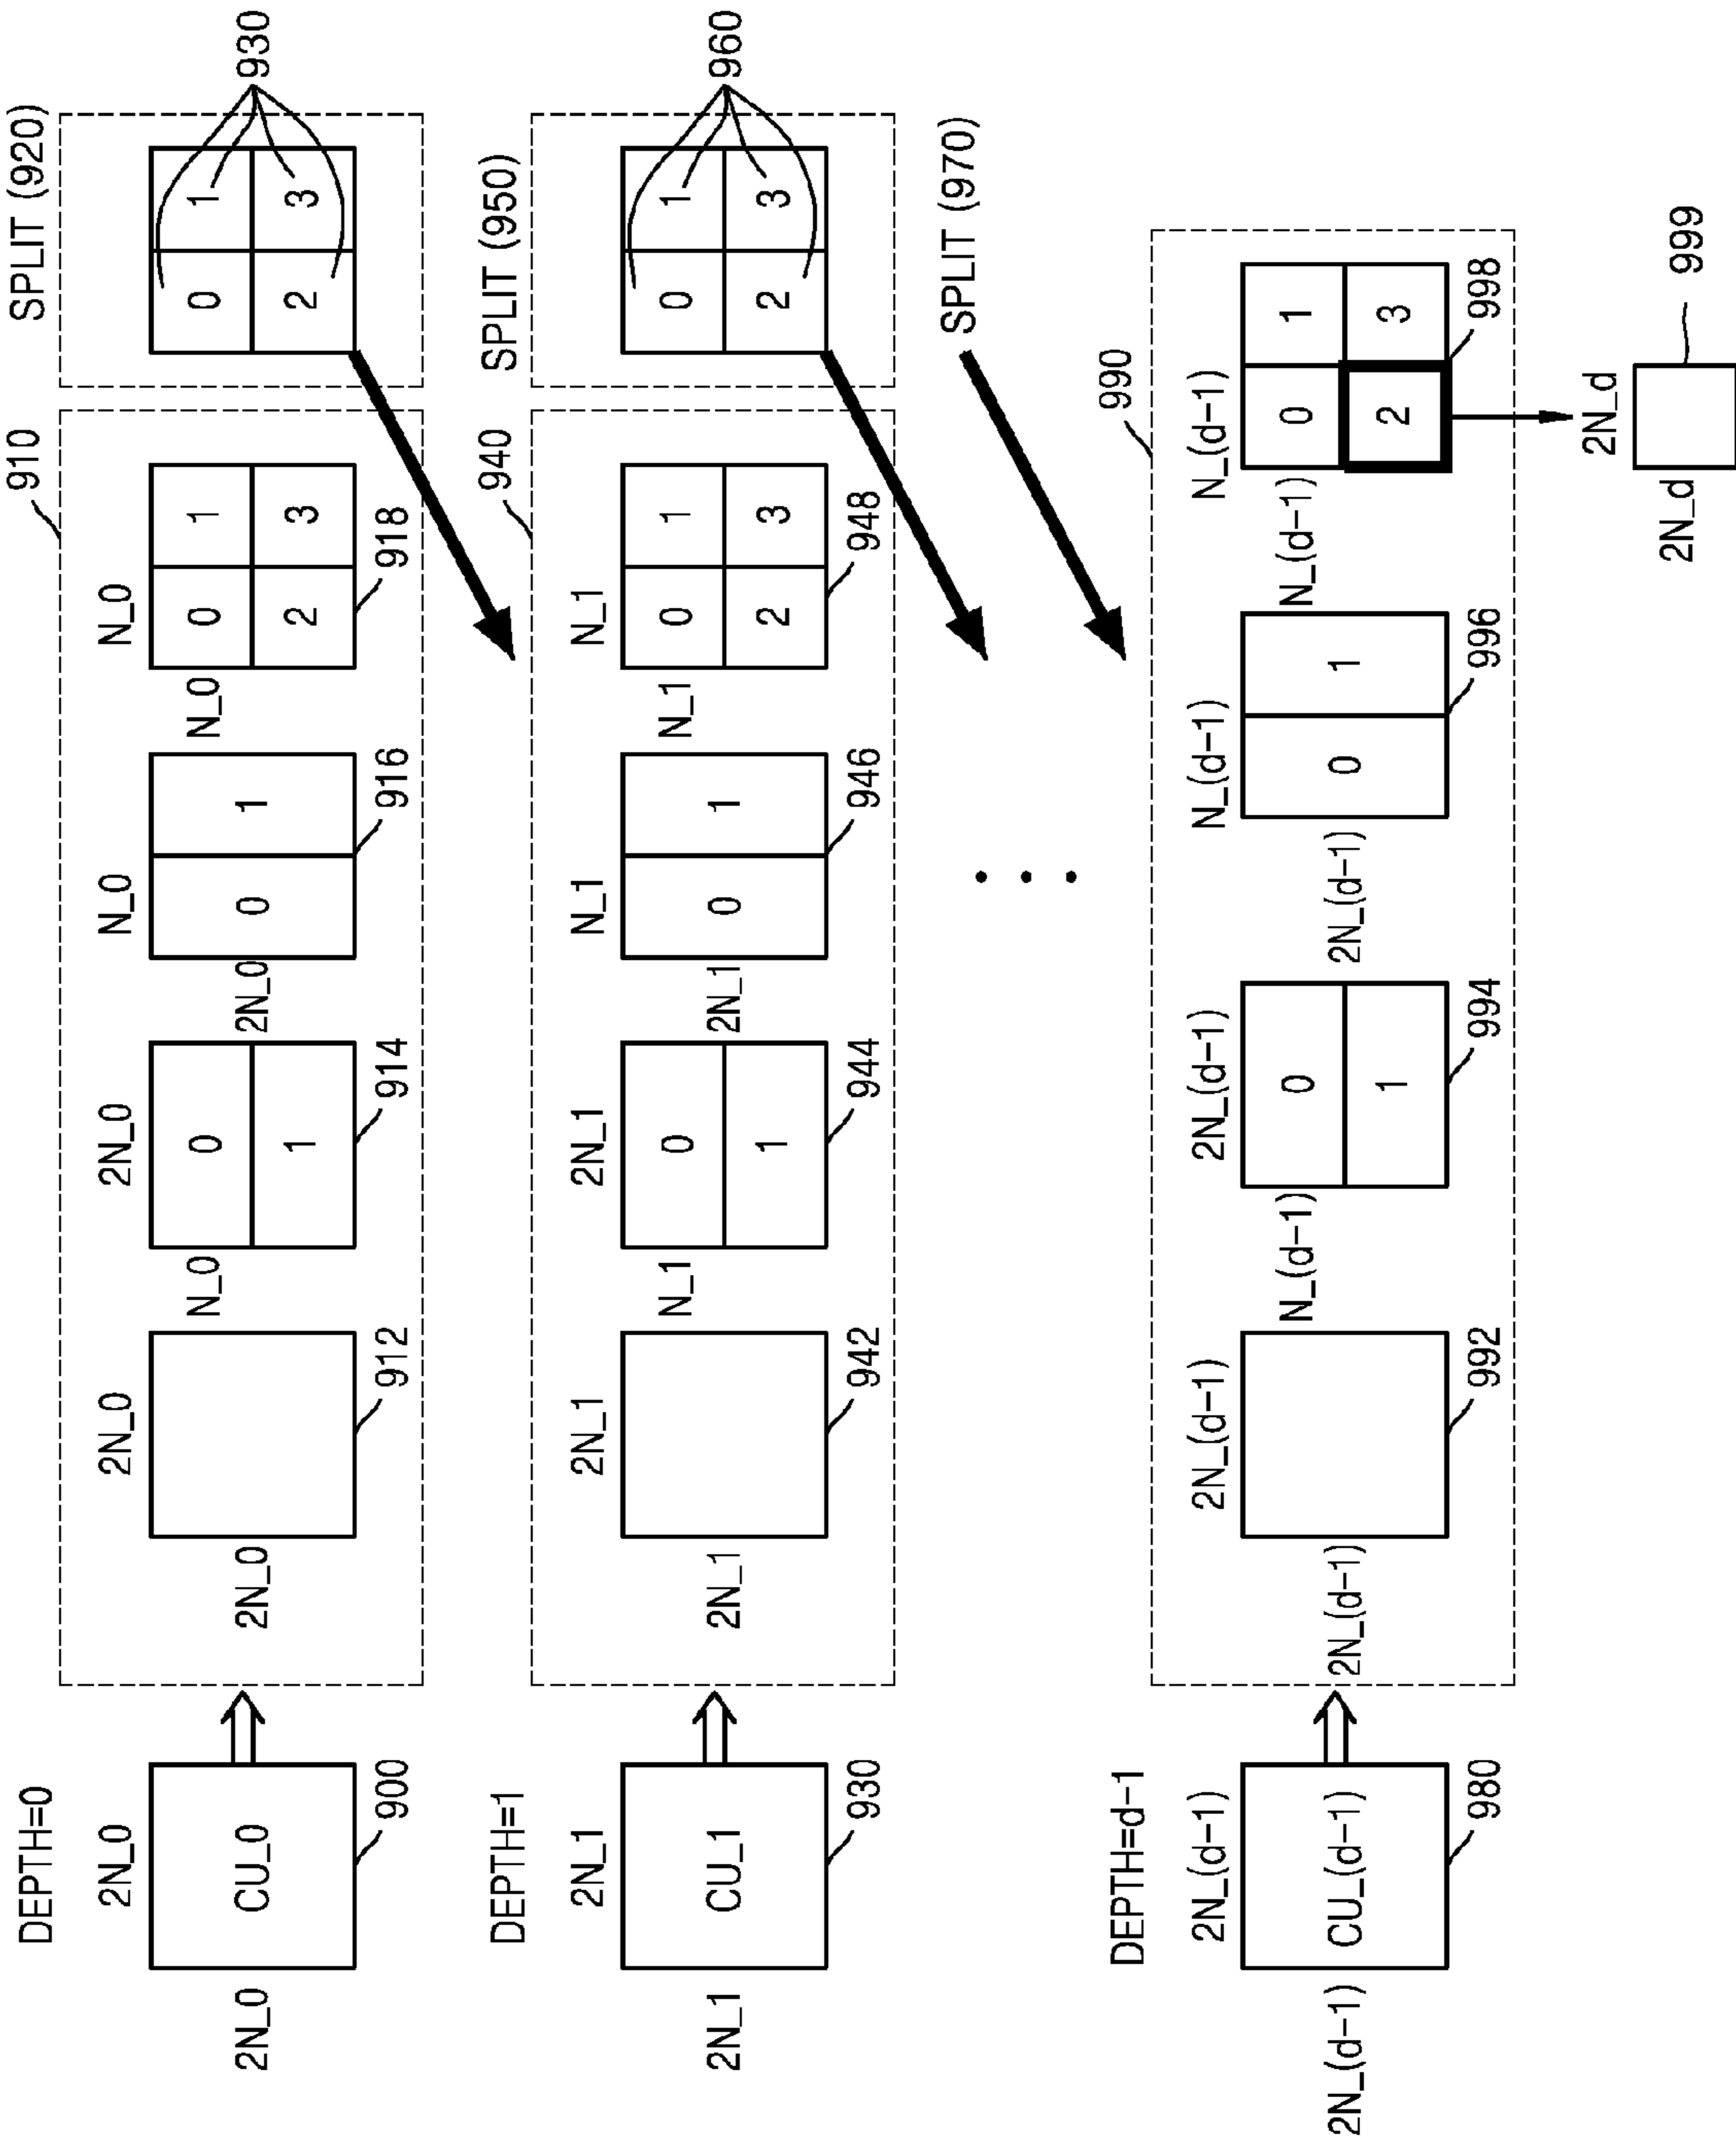 DEPTH=0
2N_0
2N_0
CU_0
900
910
2N_0
2N_0
912
2N_0
N_0
0
1
914
N_0
2N_0
0 1
916
N_0
N_0
0 1
2 3
918
SPLIT (920)
0 1
2 3
930
DEPTH=1
2N_1
2N_1
CU_1
930
940
2N_1
2N_1
942
2N_1
N_1
0
1
944
N_1
2N_1
0 1
946
N_1
N_1
0 1
2 3
948
SPLIT (950)
0 1
2 3
960
SPLIT (970)
DEPTH=d-1
2N_(d-1)
2N_(d-1)
CU_(d-1)
980
990
2N_(d-1)
2N_(d-1)
992
2N_(d-1)
N_(d-1)
0
1
994
N_(d-1)
2N_(d-1)
0 1
996
N_(d-1)
N_(d-1)
0 1
2 3
998
2N_d
2N_d
999